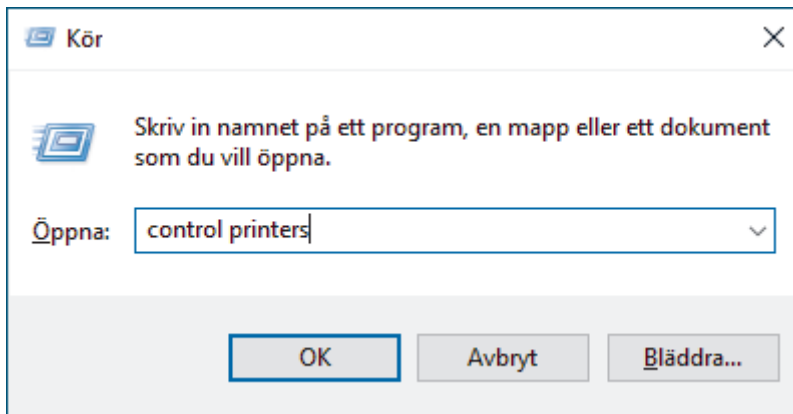 Kör
Skriv in namnet på ett program, en mapp eller ett dokument
som du vill öppna.
Öppna: control printers
OK Avbryt Bläddra...